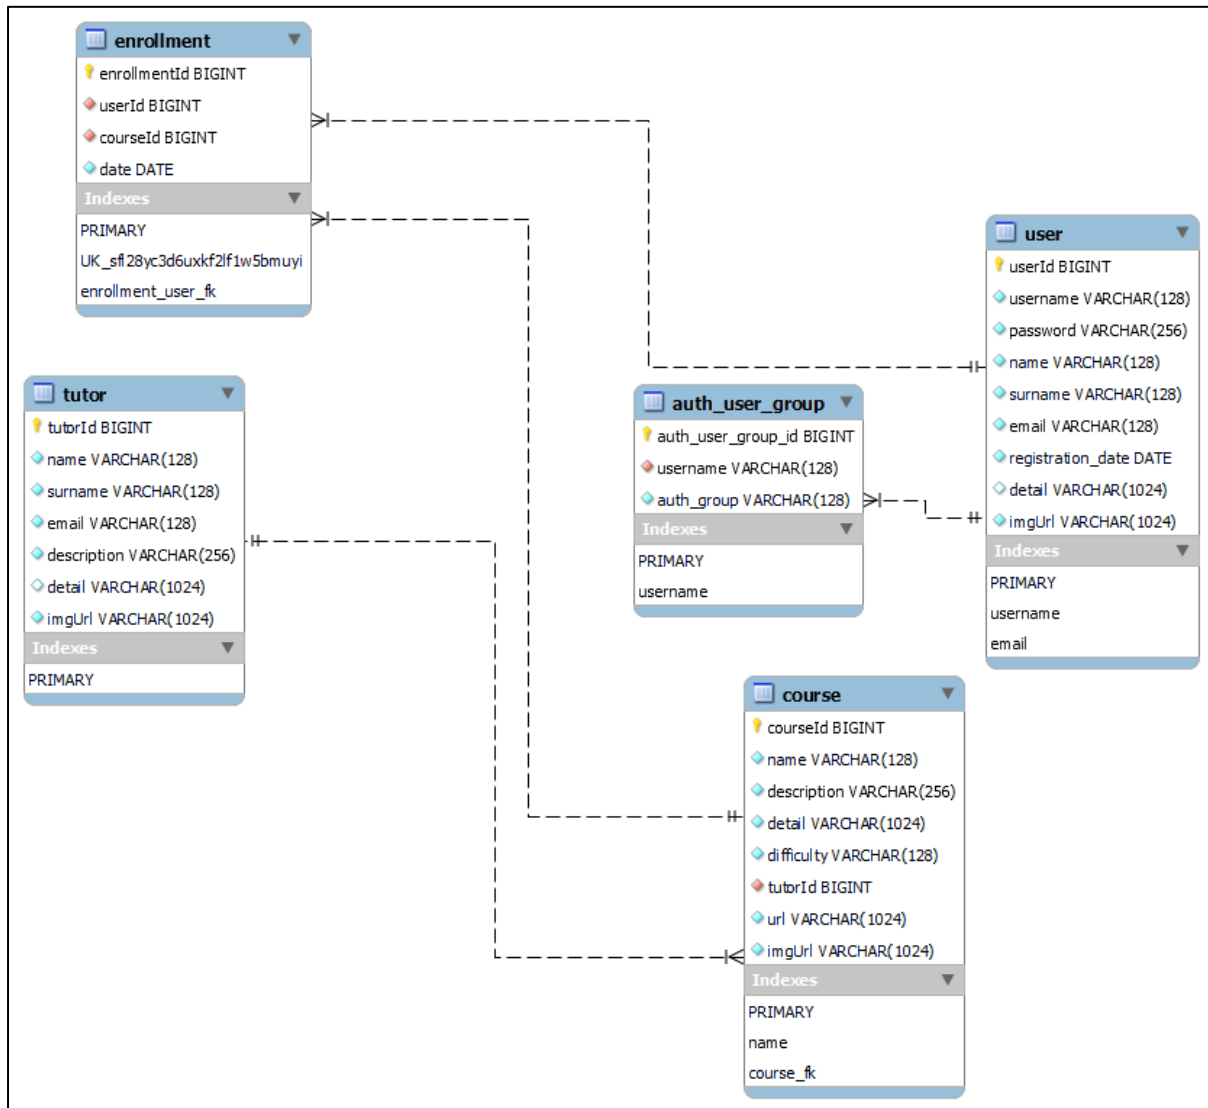 enrollment
enrollmentId BIGINT
userId BIGINT
courseId BIGINT
date DATE
Indexes
PRIMARY
UK_sfl28yc3d6uxkf2lf1w5bmuyi
enrollment_user_fk
user
userId BIGINT
username VARCHAR(128)
password VARCHAR(256)
name VARCHAR(128)
surname VARCHAR(128)
email VARCHAR(128)
registration_date DATE
detail VARCHAR(1024)
imgUrl VARCHAR(1024)
Indexes
PRIMARY
username
email
tutor
tutorId BIGINT
name VARCHAR(128)
surname VARCHAR(128)
email VARCHAR(128)
description VARCHAR(256)
detail VARCHAR(1024)
imgUrl VARCHAR(1024)
Indexes
PRIMARY
auth_user_group
auth_user_group_id BIGINT
username VARCHAR(128)
auth_group VARCHAR(128)
Indexes
PRIMARY
username
course
courseId BIGINT
name VARCHAR(128)
description VARCHAR(256)
detail VARCHAR(1024)
difficulty VARCHAR(128)
tutorId BIGINT
url VARCHAR(1024)
imgUrl VARCHAR(1024)
Indexes
PRIMARY
name
course_fk